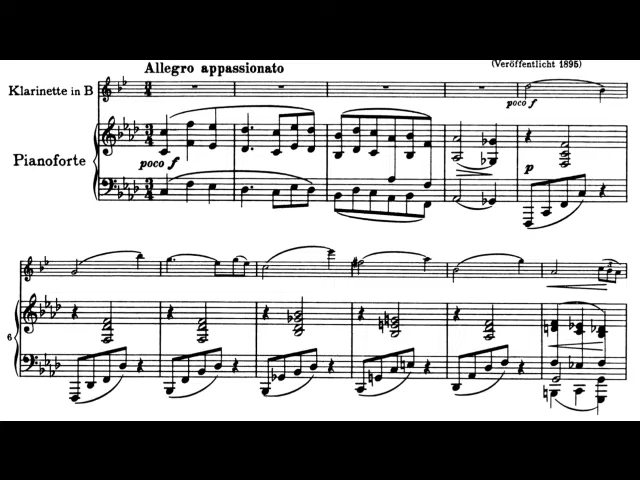 Allegro appassionato
(Veröffentlicht 1895)
Klarinette in B
poco f
Pianoforte
poco f
p
6